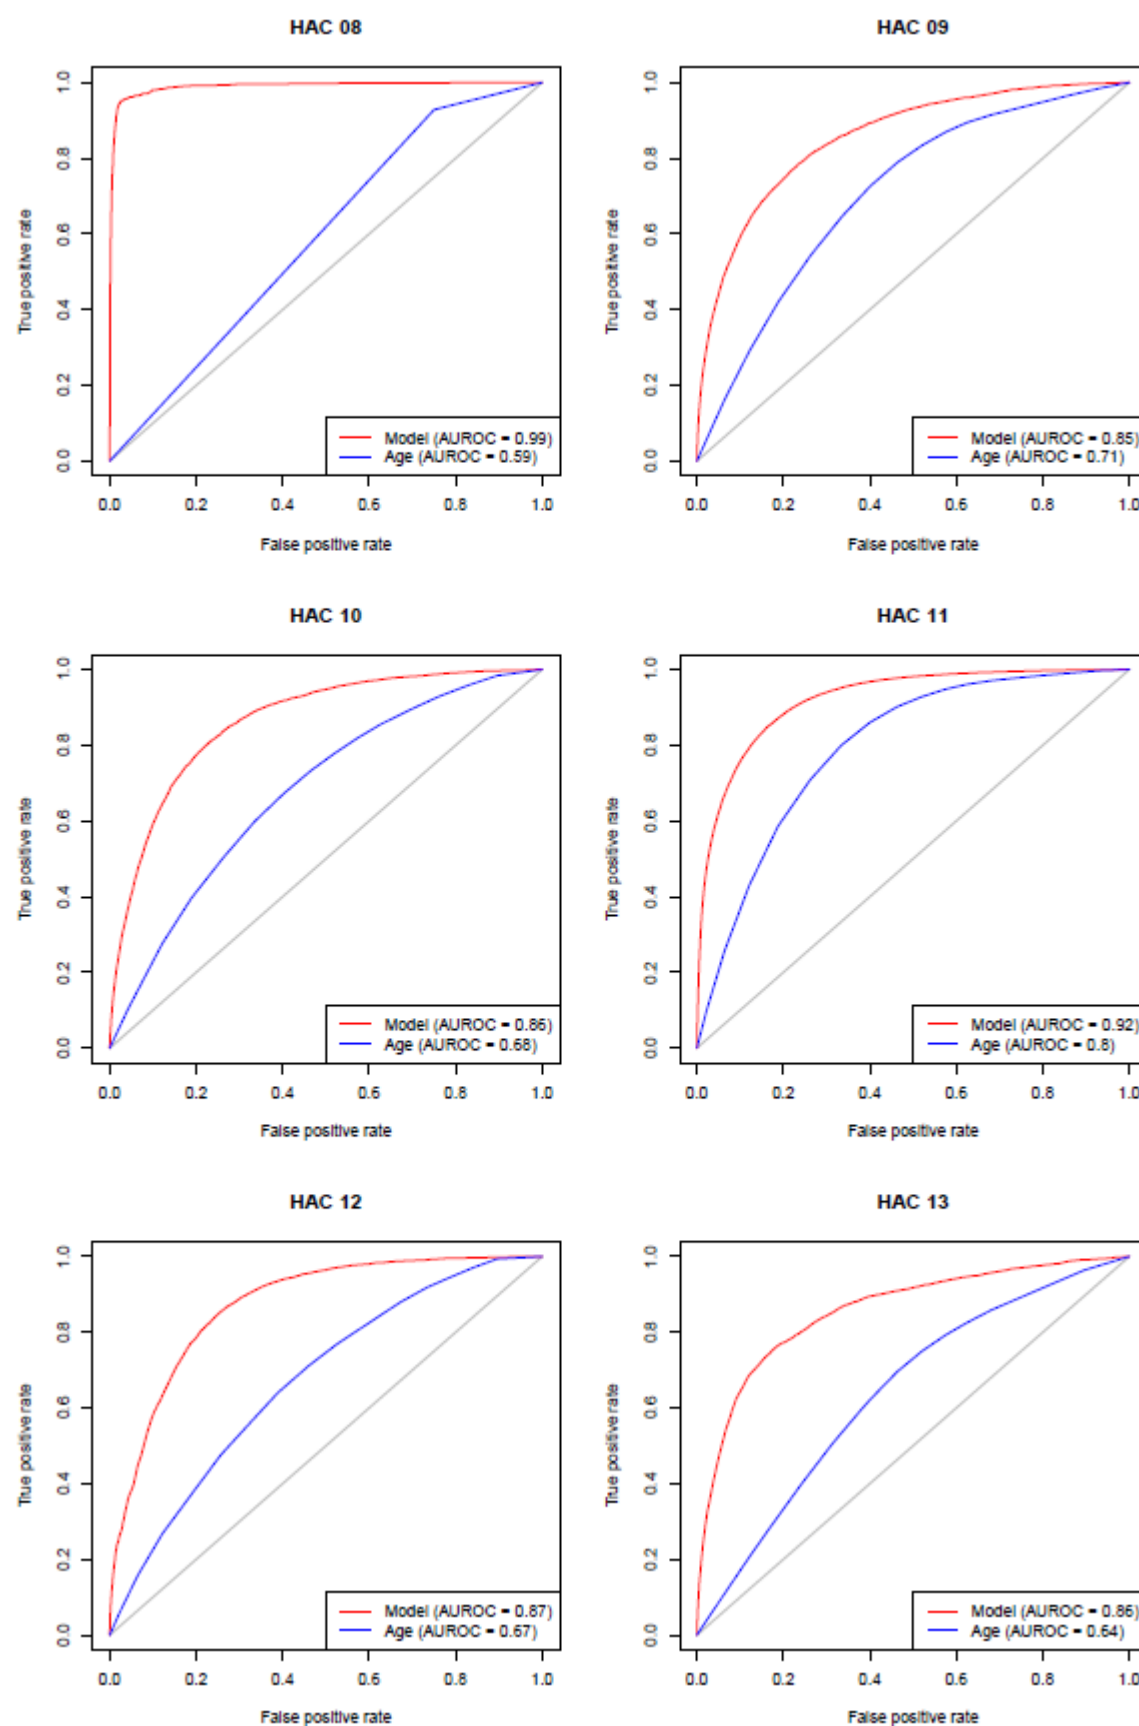 HAC 08
1.0
0.8
0.6
0.4
0.2
0.0
True positive rate
Model (AUROC = 0.99)
Age (AUROC = 0.59)
0.0 0.2 0.4 0.6 0.8 1.0
False positive rate
HAC 09
1.0
0.8
0.6
0.4
0.2
0.0
True positive rate
Model (AUROC = 0.85)
Age (AUROC = 0.71)
0.0 0.2 0.4 0.6 0.8 1.0
False positive rate
HAC 10
1.0
0.8
0.6
0.4
0.2
0.0
True positive rate
Model (AUROC = 0.86)
Age (AUROC = 0.68)
0.0 0.2 0.4 0.6 0.8 1.0
False positive rate
HAC 11
1.0
0.8
0.6
0.4
0.2
0.0
True positive rate
Model (AUROC = 0.92)
Age (AUROC = 0.8)
0.0 0.2 0.4 0.6 0.8 1.0
False positive rate
HAC 12
1.0
0.8
0.6
0.4
0.2
0.0
True positive rate
Model (AUROC = 0.87)
Age (AUROC = 0.67)
0.0 0.2 0.4 0.6 0.8 1.0
False positive rate
HAC 13
1.0
0.8
0.6
0.4
0.2
0.0
True positive rate
Model (AUROC = 0.86)
Age (AUROC = 0.64)
0.0 0.2 0.4 0.6 0.8 1.0
False positive rate